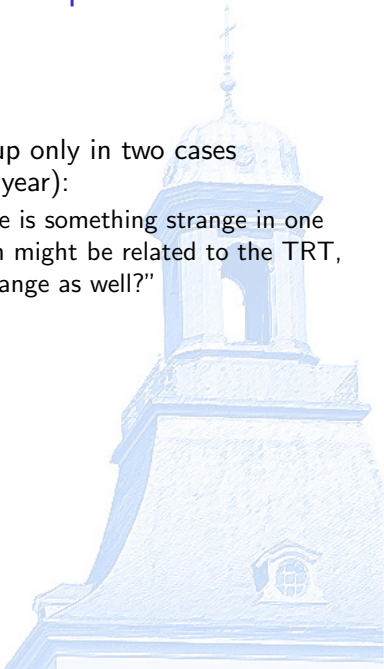 up only in two cases
year):
e is something strange in one
might be related to the TRT,
ange as well?”